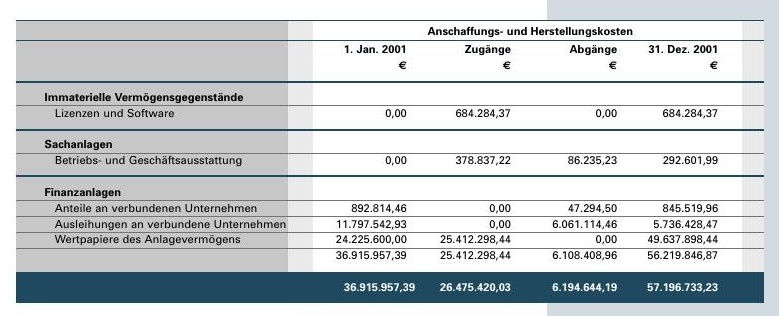 Anschaffungs- und Herstellungskosten
1. Jan. 2001 Zugänge Abgänge 31. Dez. 2001
€ € € €
Immaterielle Vermögensgegenstände
Lizenzen und Software 0,00 684.284,37 0,00 684.284,37
Sachanlagen
Betriebs- und Geschäftsausstattung 0,00 378.837,22 86.235,23 292.601,99
Finanzanlagen
Anteile an verbundenen Unternehmen 892.814,46 0,00 47.294,50 845.519,96
Ausleihungen an verbundene Unternehmen 11.797.542,93 0,00 6.061.114,46 5.736.428,47
Wertpapiere des Anlagevermögens 24.225.600,00 25.412.298,44 0,00 49.637.898,44
36.915.957,39 25.412.298,44 6.108.408,96 56.219.846,87
36.915.957,39 26.475.420,03 6.194.644,19 57.196.733,23